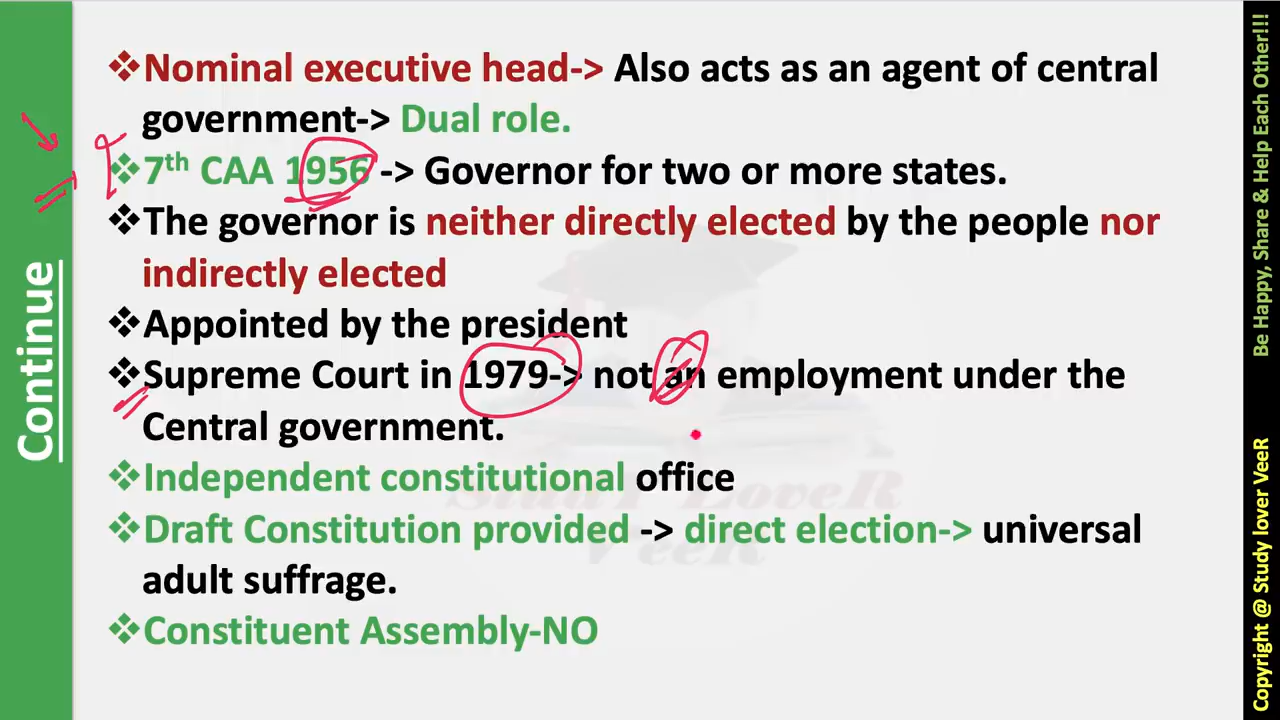 ❖Nominal executive head-> Also acts as an agent of central
government-> Dual role.
❖7th CAA 1956 -> Governor for two or more states.
❖The governor is neither directly elected by the people nor
indirectly elected
❖Appointed by the president
❖Supreme Court in 1979-> not an employment under the
Central government.
❖Independent constitutional office
❖Draft Constitution provided -> direct election-> universal
adult suffrage.
❖Constituent Assembly-NO
Continue
Be Happy, Share & Help Each Other!!!
Copyright @ Study lover VeeR
Study LoveR
VeeR